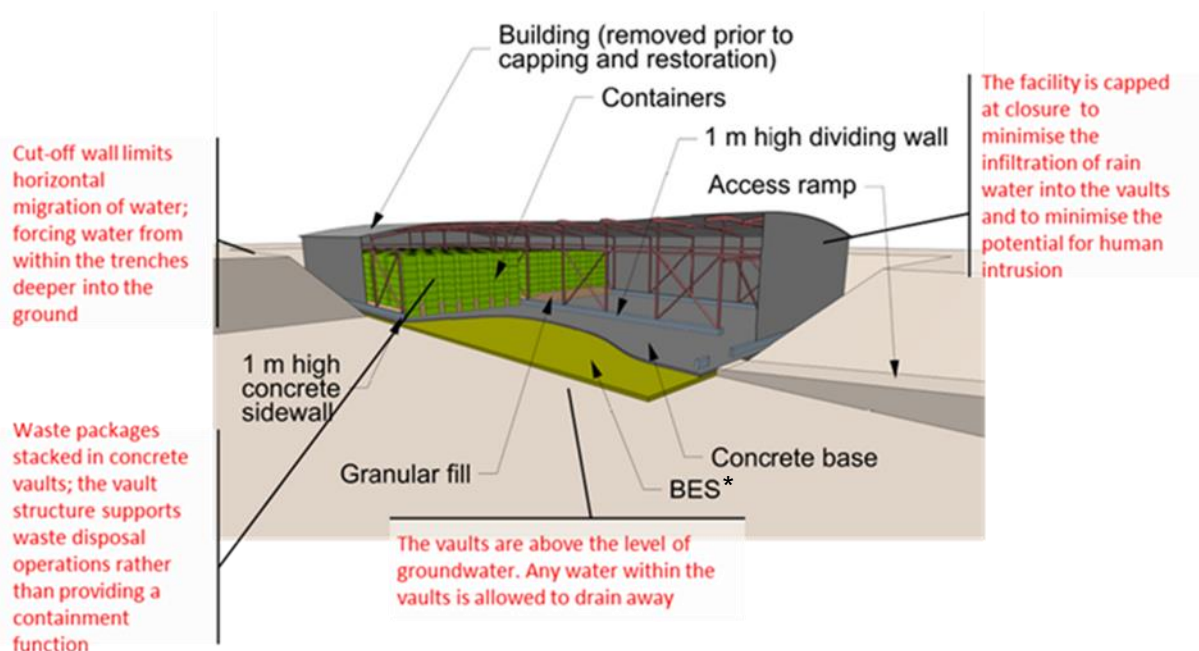 Building (removed prior to
capping and restoration)
Containers
1 m high dividing wall
Access ramp
The facility is capped
at closure to
minimise the
infiltration of rain
water into the vaults
and to minimise the
potential for human
intrusion
Cut-off wall limits
horizontal
migration of water;
forcing water from
within the trenches
deeper into the
ground
1 m high
concrete
sidewall
Waste packages
stacked in concrete
vaults; the vault
structure supports
waste disposal
operations rather
than providing a
containment
function
Granular fill
Concrete base
BES*
The vaults are above the level of
groundwater. Any water within the
vaults is allowed to drain away